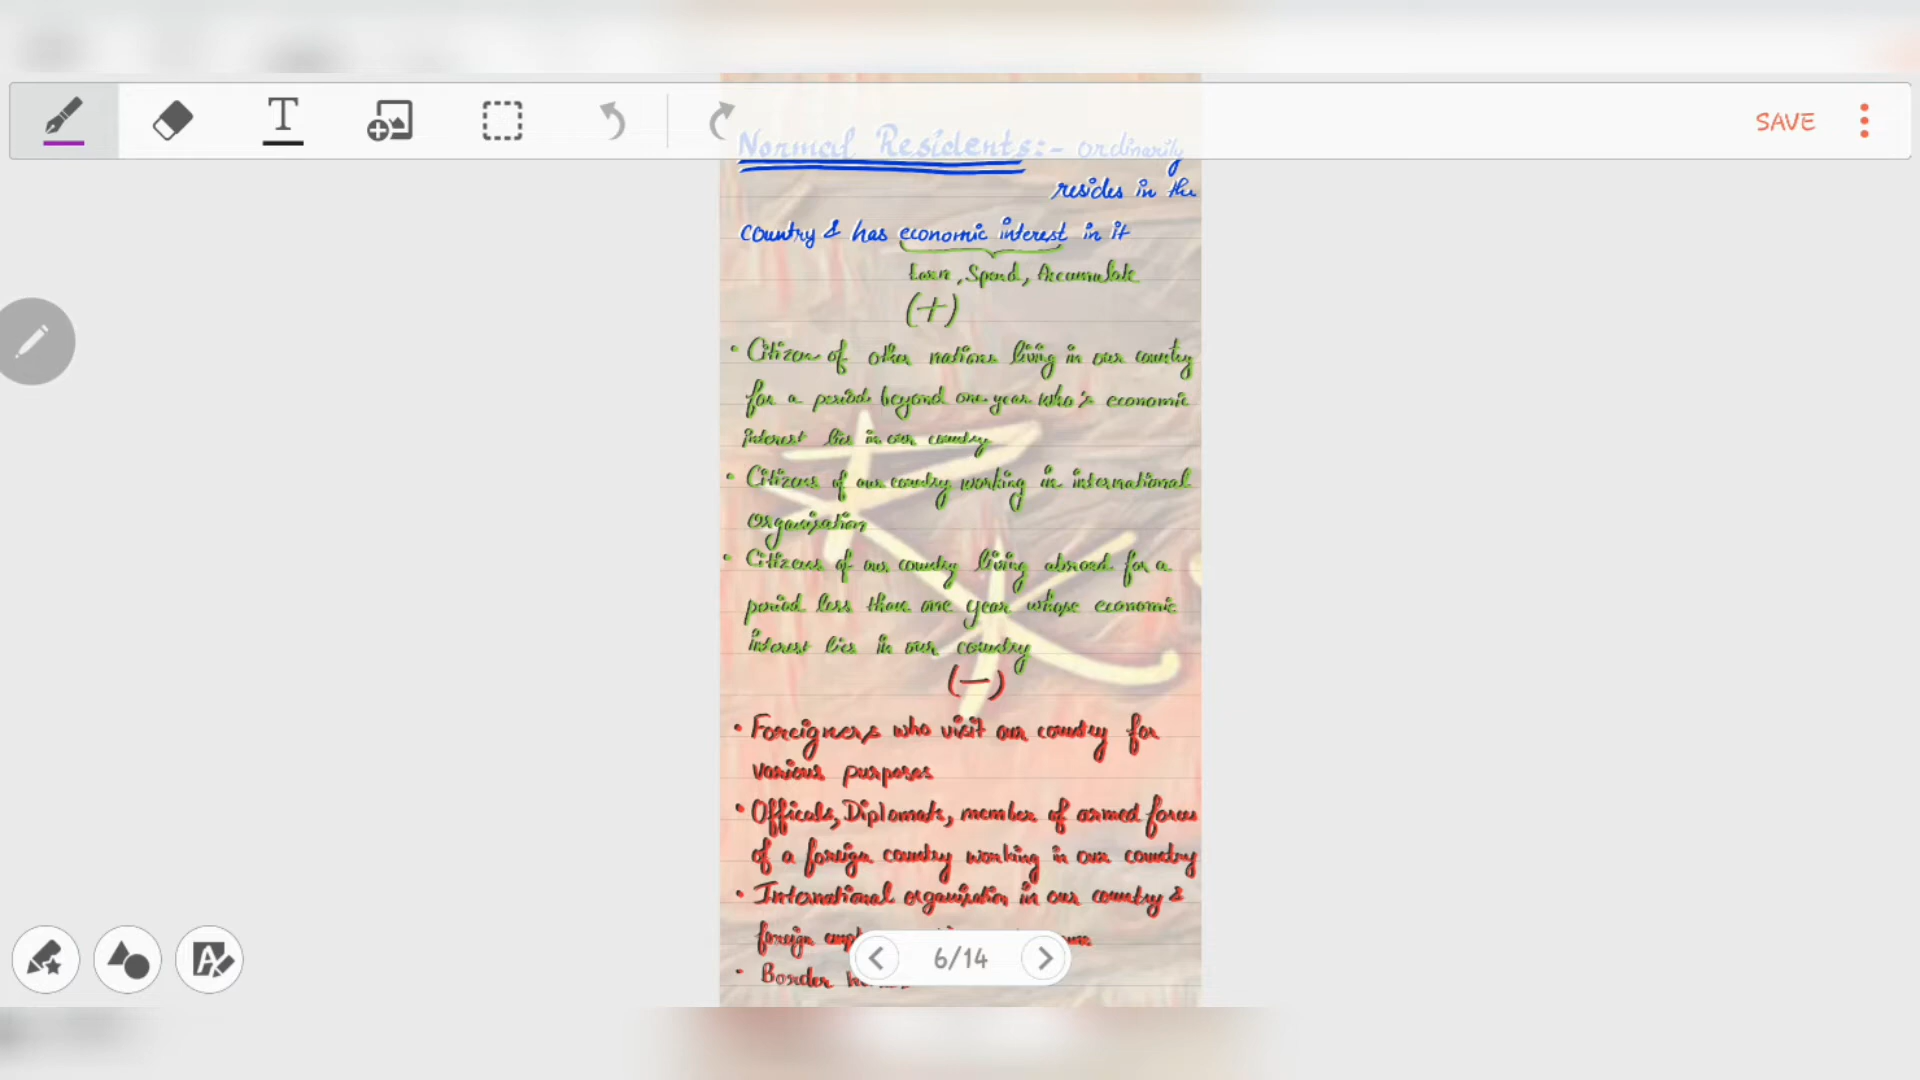 T
SAVE
Normal Residents:- ordinarily
resides in the
country & has economic interest in it
Earn, Spend, Accumulate
(+)
• Citizen of other nations living in our country
for a period beyond one year who's economic
interest lies in our country
• Citizens of our country working in international
organisation
• Citizens of our country living abroad for a
period less than one year whose economic
interest lies in our country
(—)
• Foreigners who visit our country for
various purposes
• Officals, Diplomats, member of armed forces
of a foreign country working in our country
• International organisation in our country &
foreign
6/14
• Border
A